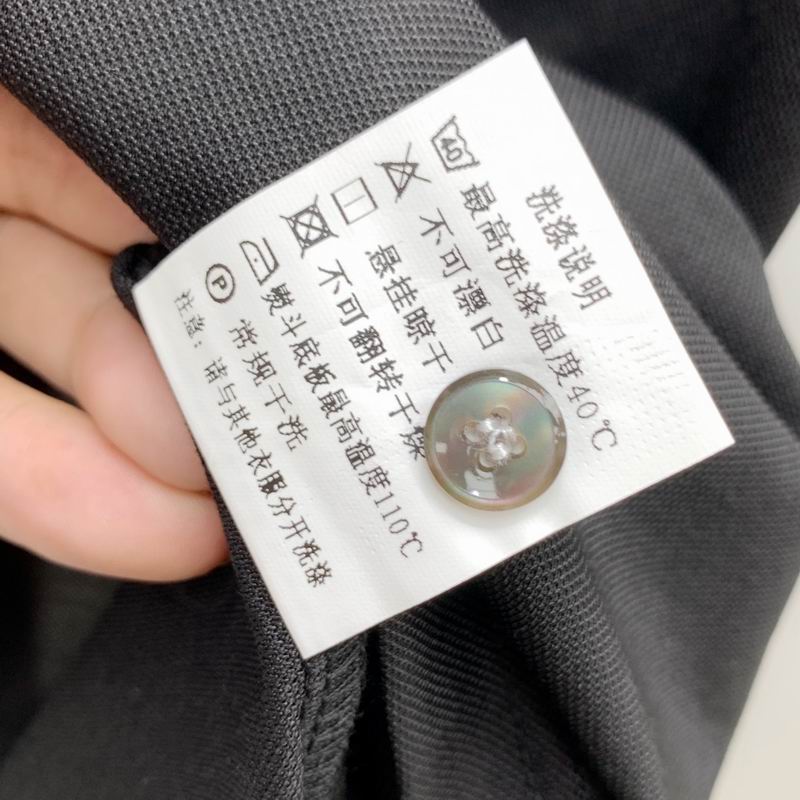 洗涤说明
40
最高洗涤温度40℃
不可漂白
悬挂晾干
不可翻转干燥
熨斗底板最高温度110℃
P
常规干洗
注意：请与其他衣服分开洗涤